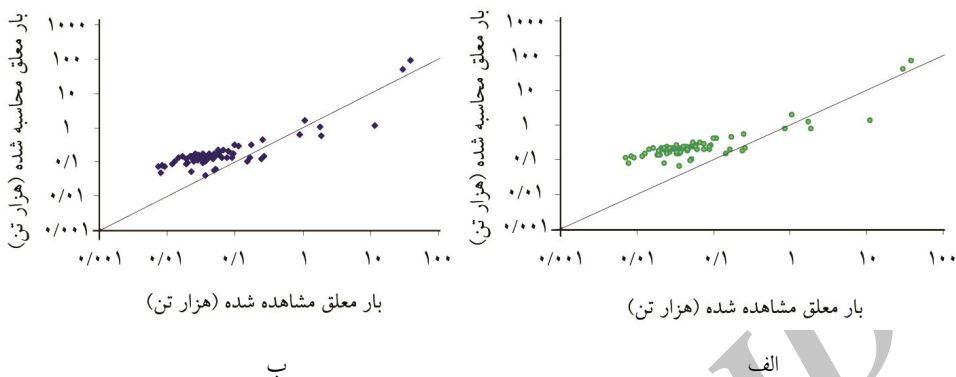 بار معلق محاسبه شده (هزار تن)
۱۰۰۰
۱۰۰
۱۰
۱
۰/۱
۰/۰۱
۰/۰۰۱
۰/۰۰۱ ۰/۰۱ ۰/۱ ۱ ۱۰ ۱۰۰
بار معلق مشاهده شده (هزار تن)
الف
بار معلق محاسبه شده (هزار تن)
۱۰۰۰
۱۰۰
۱۰
۱
۰/۱
۰/۰۱
۰/۰۰۱
۰/۰۰۱ ۰/۰۱ ۰/۱ ۱ ۱۰ ۱۰۰
بار معلق مشاهده شده (هزار تن)
ب